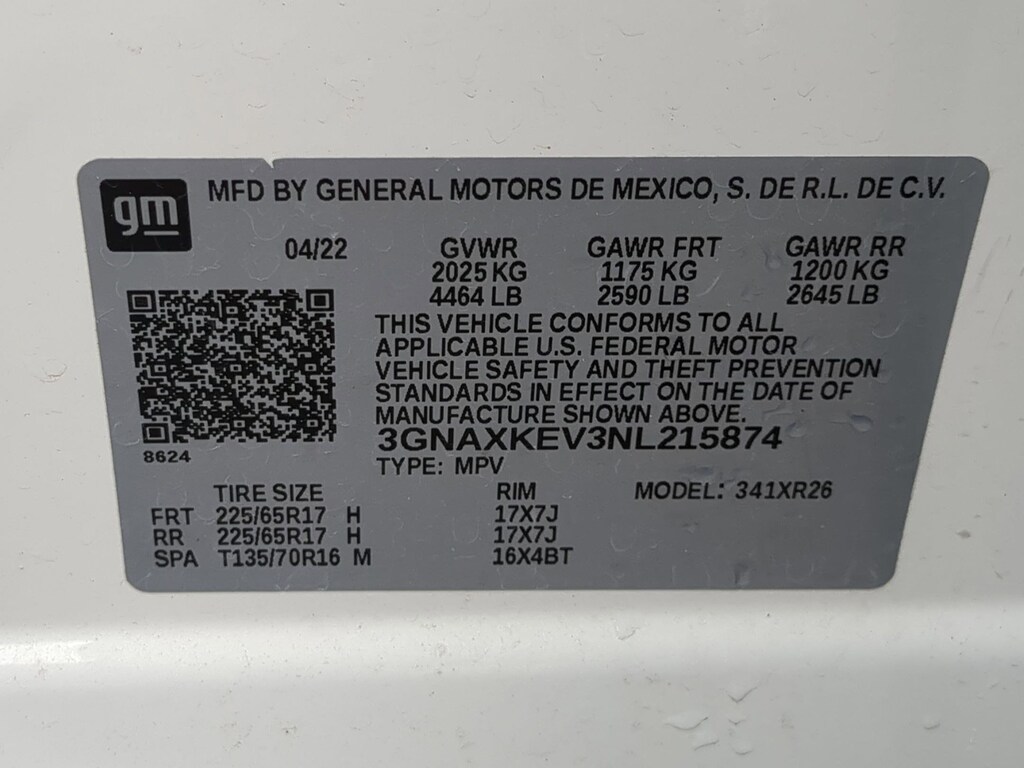 gm
MFD BY GENERAL MOTORS DE MEXICO, S. DE R.L. DE C.V.
04/22 GVWR GAWR FRT GAWR RR
2025 KG 1175 KG 1200 KG
4464 LB 2590 LB 2645 LB
THIS VEHICLE CONFORMS TO ALL
APPLICABLE U.S. FEDERAL MOTOR
VEHICLE SAFETY AND THEFT PREVENTION
STANDARDS IN EFFECT ON THE DATE OF
MANUFACTURE SHOWN ABOVE.
3GNAXKEV3NL215874
8624
TYPE: MPV
TIRE SIZE RIM MODEL: 341XR26
FRT 225/65R17 H 17X7J
RR 225/65R17 H 17X7J
SPA T135/70R16 M 16X4BT